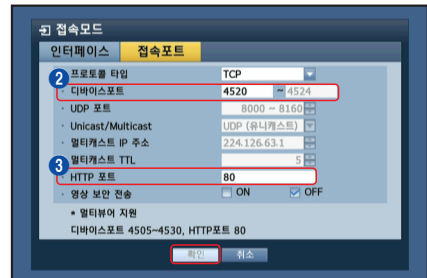 접속모드
인터페이스 접속포트
2
· 프로토콜 타입 TCP
· 디바이스포트 4520 ~ 4524
· UDP 포트 8000 ~ 8160
· Unicast/Multicast UDP (유니캐스트)
· 멀티캐스트 IP 주소 224.126.63.1
· 멀티캐스트 TTL 5
3
· HTTP 포트 80
· 영상 보안 전송 ON OFF
* 멀티뷰어 지원
디바이스포트 4505~4530, HTTP포트 80
확인 취소